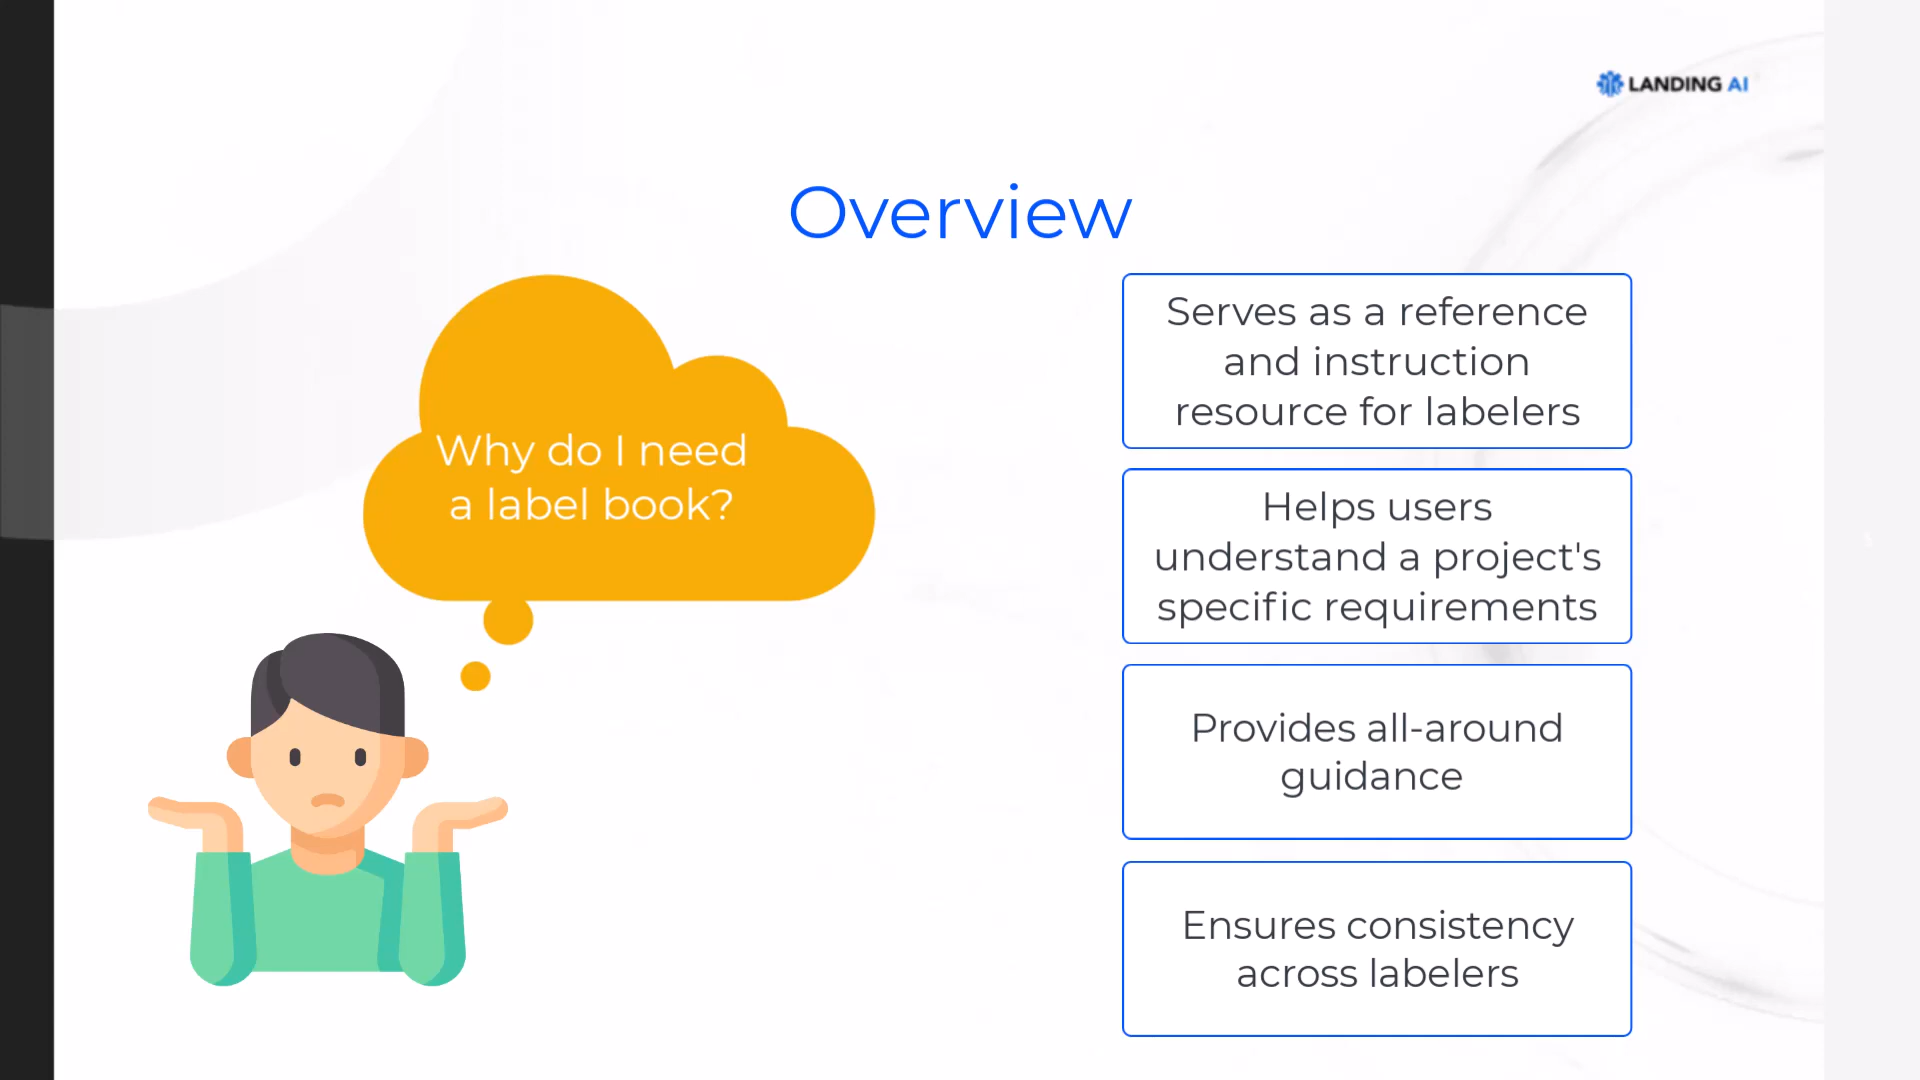 LANDING AI
Overview
Why do I need
a label book?
Serves as a reference
and instruction
resource for labelers
Helps users
understand a project's
specific requirements
Provides all-around
guidance
Ensures consistency
across labelers